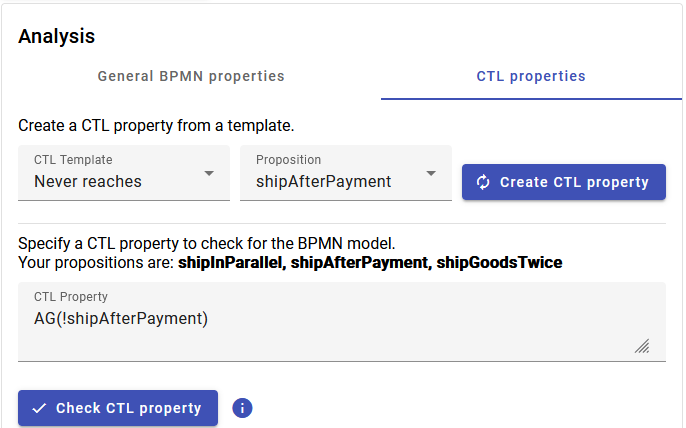 Analysis
General BPMN properties
CTL properties
Create a CTL property from a template.
CTL Template
Never reaches
Proposition
shipAfterPayment
Create CTL property
Specify a CTL property to check for the BPMN model.
Your propositions are: shipInParallel, shipAfterPayment, shipGoodsTwice
CTL Property
AG(!shipAfterPayment)
Check CTL property